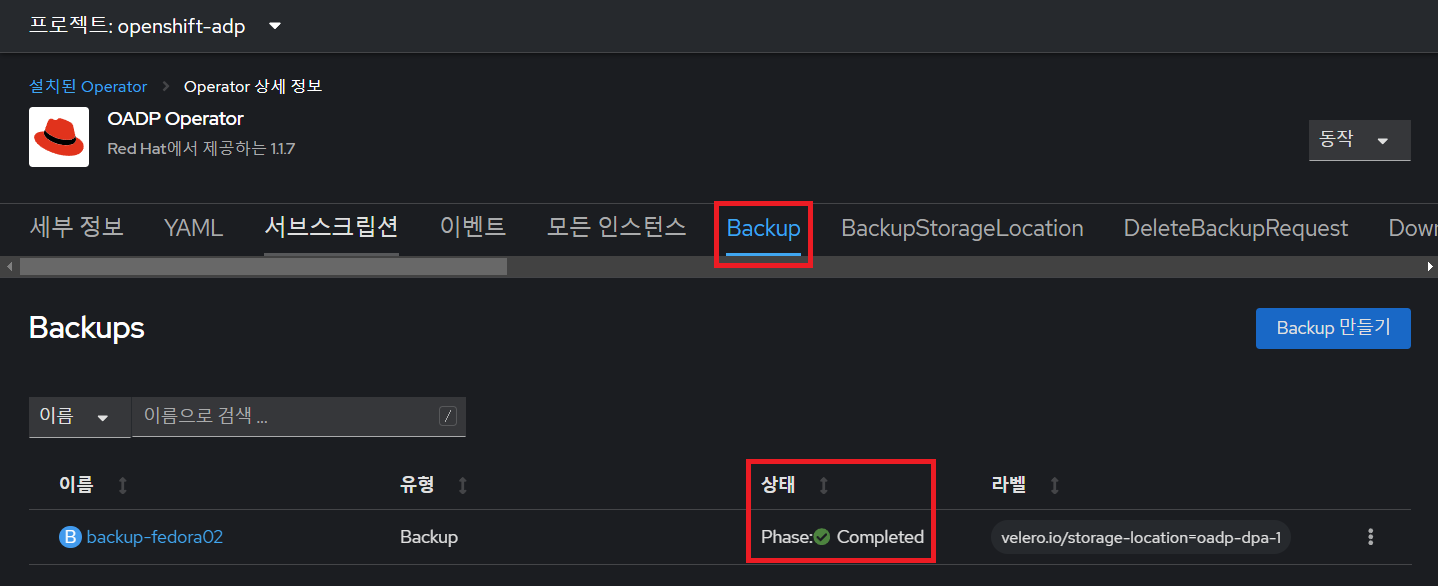 프로젝트: openshift-adp
설치된 Operator > Operator 상세 정보
OADP Operator
Red Hat에서 제공하는 1.1.7
동작
세부 정보 YAML 서브스크립션 이벤트 모든 인스턴스 Backup BackupStorageLocation DeleteBackupRequest Down
Backups
Backup 만들기
이름 이름으로 검색 ... /
이름 유형 상태 라벨
B backup-fedora02 Backup Phase: Completed velero.io/storage-location=oadp-dpa-1